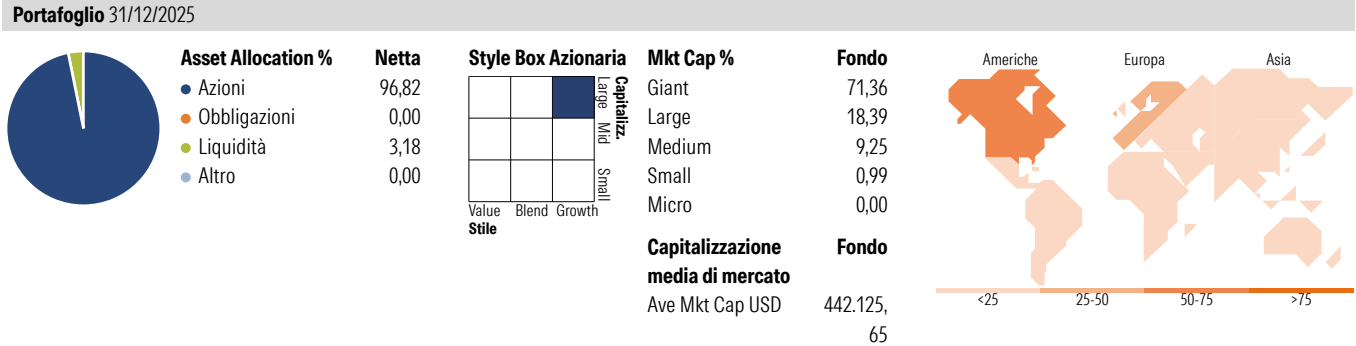 Portafoglio 31/12/2025
Asset Allocation % Netta
Azioni 96,82
Obbligazioni 0,00
Liquidità 3,18
Altro 0,00
Style Box Azionaria
Capitalizz.
Large Mid Small
Value Blend Growth
Stile
Mkt Cap % Fondo
Giant 71,36
Large 18,39
Medium 9,25
Small 0,99
Micro 0,00
Capitalizzazione Fondo
media di mercato
Ave Mkt Cap USD 442.125,
65
Americhe Europa Asia
<25 25-50 50-75 >75